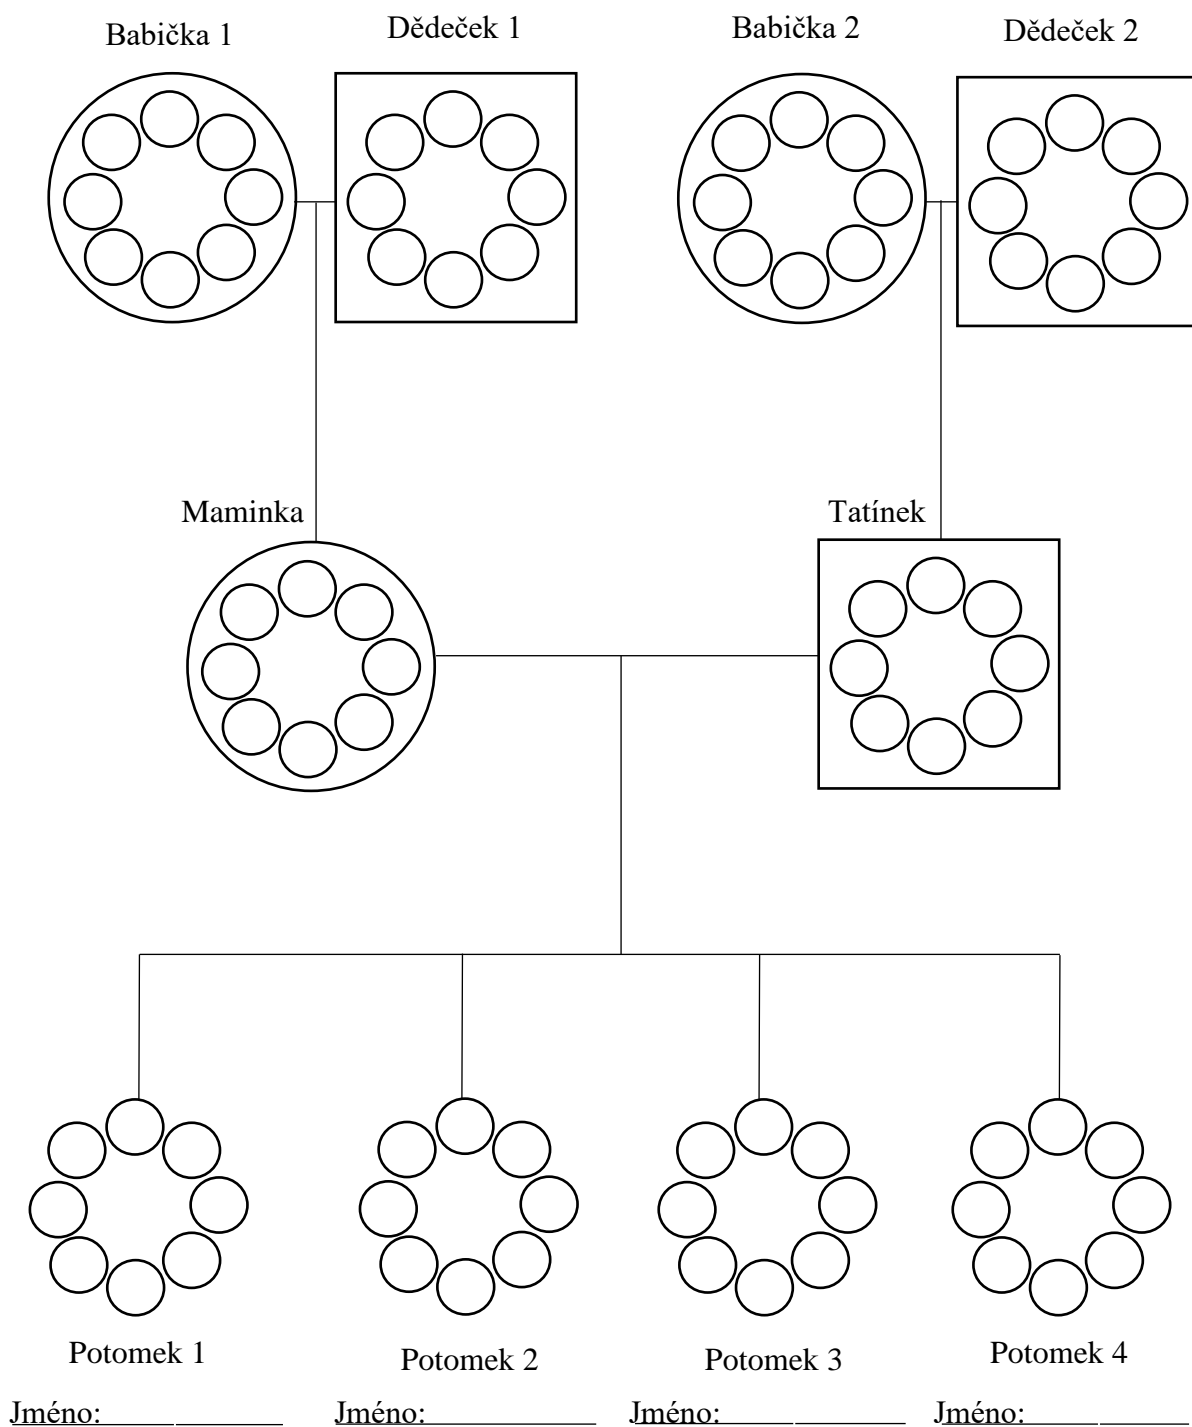 Babička 1
Dědeček 1
Babička 2
Dědeček 2
Maminka
Tatínek
Potomek 1
Potomek 2
Potomek 3
Potomek 4
Jméno:
Jméno:
Jméno:
Jméno: